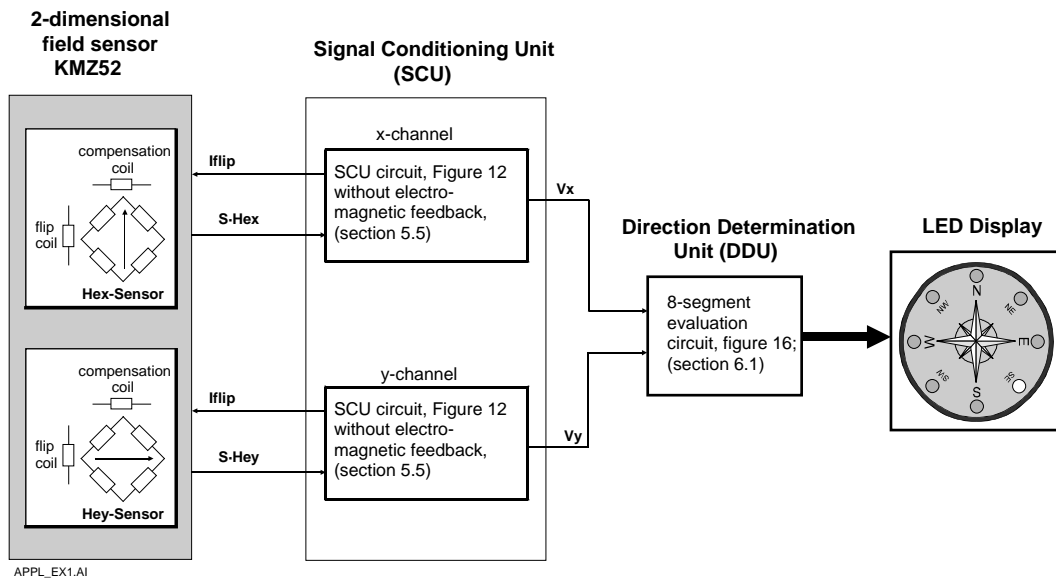 2-dimensional
field sensor
KMZ52
compensation
coil
flip
coil
Hex-Sensor
compensation
coil
flip
coil
Hey-Sensor
APPL_EX1.AI
Iflip
S·Hex
Iflip
S·Hey
Signal Conditioning Unit
(SCU)
x-channel
SCU circuit, Figure 12
without electro-
magnetic feedback,
(section 5.5)
y-channel
SCU circuit, Figure 12
without electro-
magnetic feedback,
(section 5.5)
Vx
Vy
Direction Determination
Unit (DDU)
8-segment
evaluation
circuit, figure 16;
(section 6.1)
LED Display
N
NE
E
SE
S
SW
W
NW